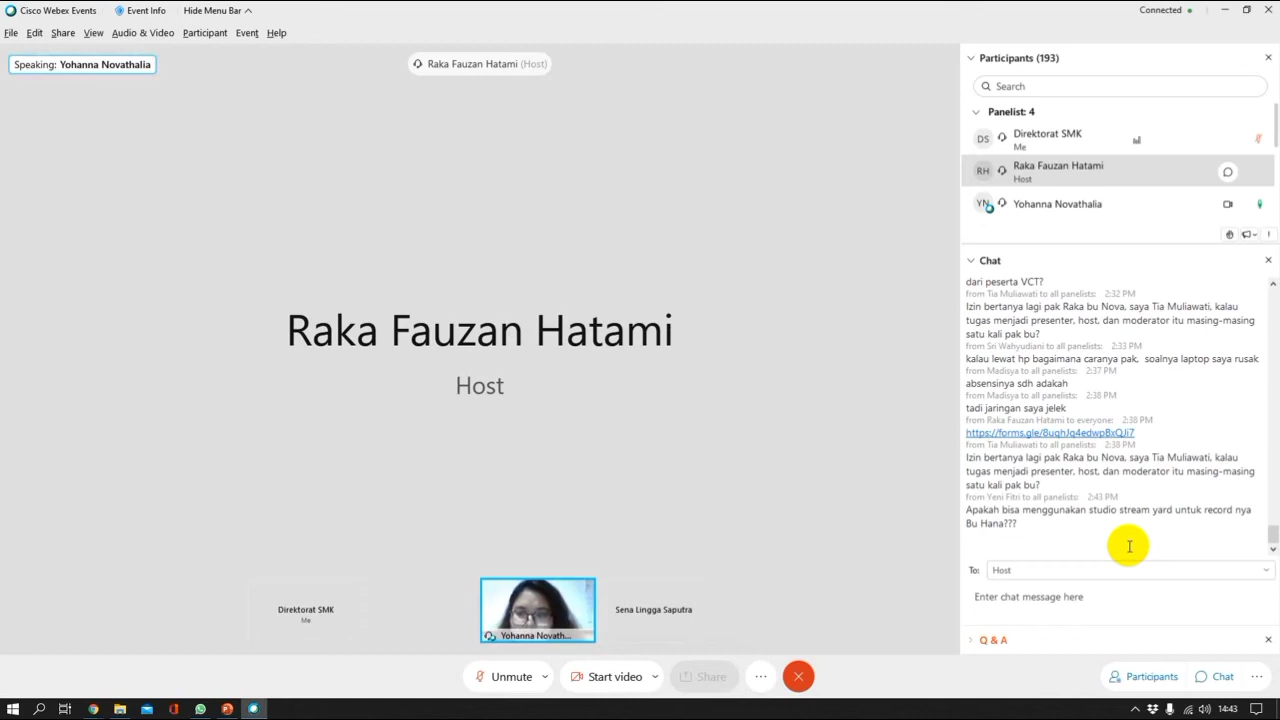 Cisco Webex Events
Event Info
Hide Menu Bar
Connected
File Edit Share View Audio & Video Participant Event Help
Speaking: Yohanna Novathalia
Raka Fauzan Hatami (Host)
Raka Fauzan Hatami
Host
Direktorat SMK
Me
Yohanna Novath...
Sena Lingga Saputra
Participants (193)
Search
Panelist: 4
DS
Direktorat SMK
Me
RH
Raka Fauzan Hatami
Host
YN
Yohanna Novathalia
Chat
dari peserta VCT?
from Tia Muliawati to all panelists: 2:32 PM
Izin bertanya lagi pak Raka bu Nova, saya Tia Muliawati, kalau
tugas menjadi presenter, host, dan moderator itu masing-masing
satu kali pak bu?
from Sri Wahyudiani to all panelists: 2:33 PM
kalau lewat hp bagaimana caranya pak, soalnya laptop saya rusak
from Madisya to all panelists: 2:37 PM
absensinya sdh adakah
from Madisya to all panelists: 2:38 PM
tadi jaringan saya jelek
from Raka Fauzan Hatami to everyone: 2:38 PM
https://forms.gle/8uqhJq4edwpBxQJi7
from Tia Muliawati to all panelists: 2:38 PM
Izin bertanya lagi pak Raka bu Nova, saya Tia Muliawati, kalau
tugas menjadi presenter, host, dan moderator itu masing-masing
satu kali pak bu?
from Yeni Fitri to all panelists: 2:43 PM
Apakah bisa menggunakan studio stream yard untuk record nya
Bu Hana???
To: Host
Enter chat message here
Q & A
Unmute
Start video
Share
Participants
Chat
14:43